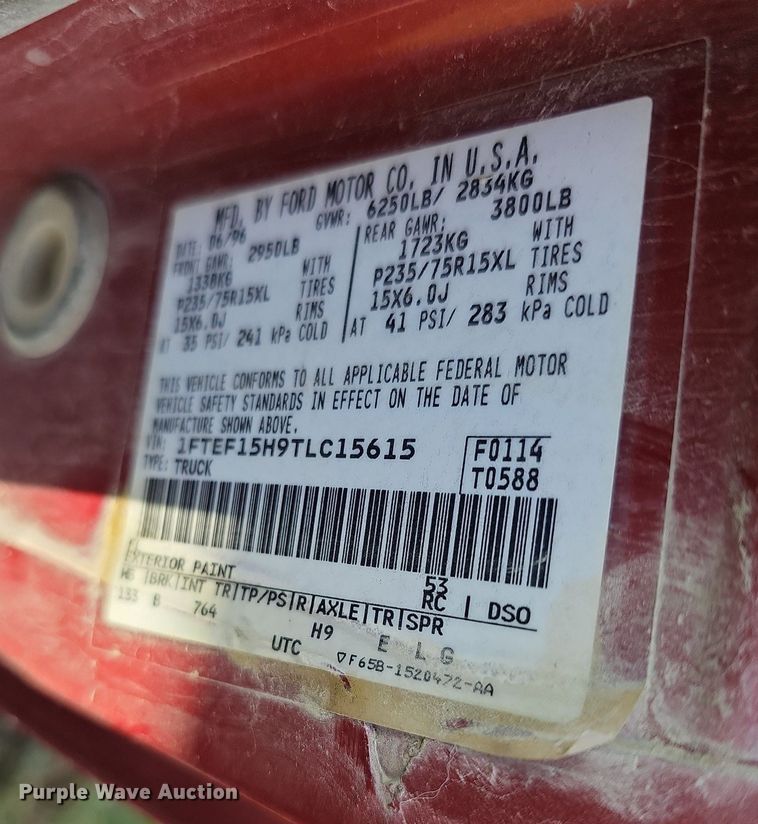 MFD. BY FORD MOTOR CO. IN U.S.A.
DATE: 06/96
GVWR: 6250LB/ 2834KG
FRONT GAWR: 2950LB
1338KG WITH
P235/75R15XL TIRES
15X6.0J RIMS
AT 35 PSI/ 241 kPa COLD
REAR GAWR: 3800LB
1723KG WITH
P235/75R15XL TIRES
15X6.0J RIMS
AT 41 PSI/ 283 kPa COLD
THIS VEHICLE CONFORMS TO ALL APPLICABLE FEDERAL MOTOR
VEHICLE SAFETY STANDARDS IN EFFECT ON THE DATE OF
MANUFACTURE SHOWN ABOVE.
VIN: 1FTEF15H9TLC15615
TYPE: TRUCK
F0114
T0588
EXTERIOR PAINT
53
RC | DSO
WB |BRK|INT TR|TP/PS|R|AXLE|TR|SPR
133 B 764 H9 E L G
UTC ▽F65B-1520472-AA
Purple Wave Auction